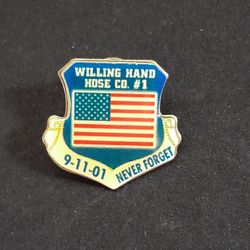 WILLING HAND
HOSE CO. #1
9-11-01 NEVER FORGET